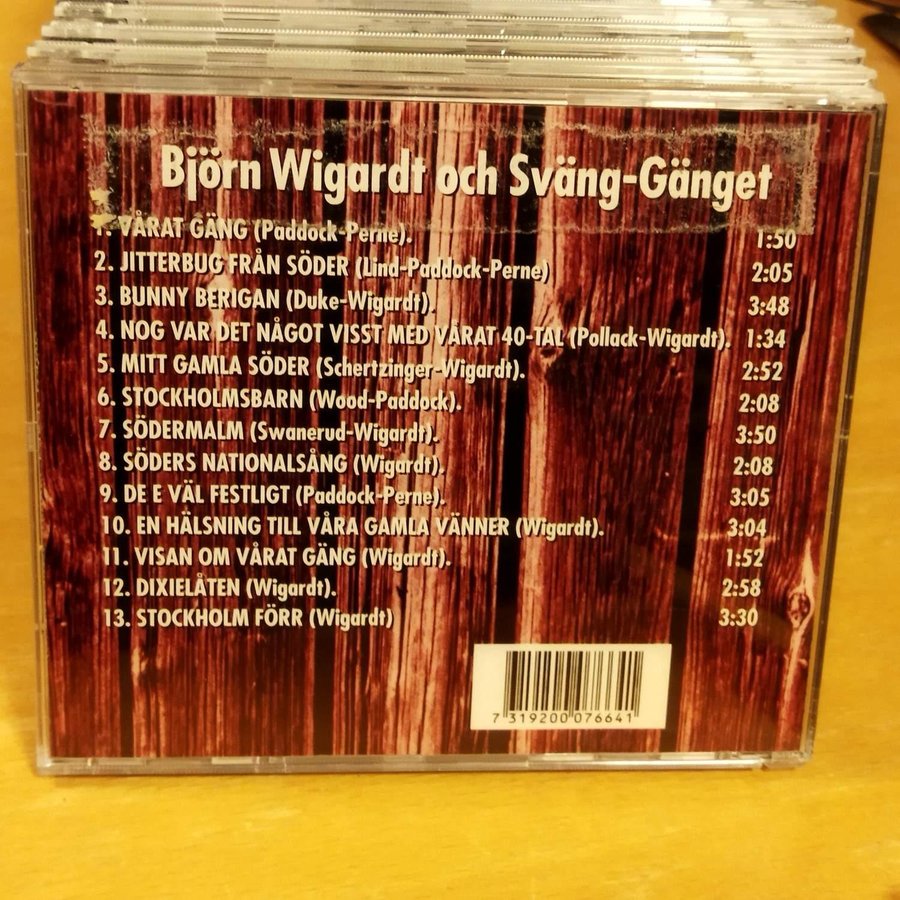 Björn Wigardt och Sväng-Gänget
1. VÅRAT GÄNG (Paddock-Perne). 1:50
2. JITTERBUG FRÅN SÖDER (Lind-Paddock-Perne) 2:05
3. BUNNY BERIGAN (Duke-Wigardt). 3:48
4. NOG VAR DET NÅGOT VISST MED VÅRAT 40-TAL (Pollack-Wigardt). 1:34
5. MITT GAMLA SÖDER (Schertzinger-Wigardt). 2:52
6. STOCKHOLMSBARN (Wood-Paddock). 2:08
7. SÖDERMALM (Swanerud-Wigardt). 3:50
8. SÖDERS NATIONALSÅNG (Wigardt). 2:08
9. DE E VÄL FESTLIGT (Paddock-Perne). 3:05
10. EN HÄLSNING TILL VÅRA GAMLA VÄNNER (Wigardt). 3:04
11. VISAN OM VÅRAT GÄNG (Wigardt). 1:52
12. DIXIELÅTEN (Wigardt). 2:58
13. STOCKHOLM FÖRR (Wigardt) 3:30
7 319200 076641